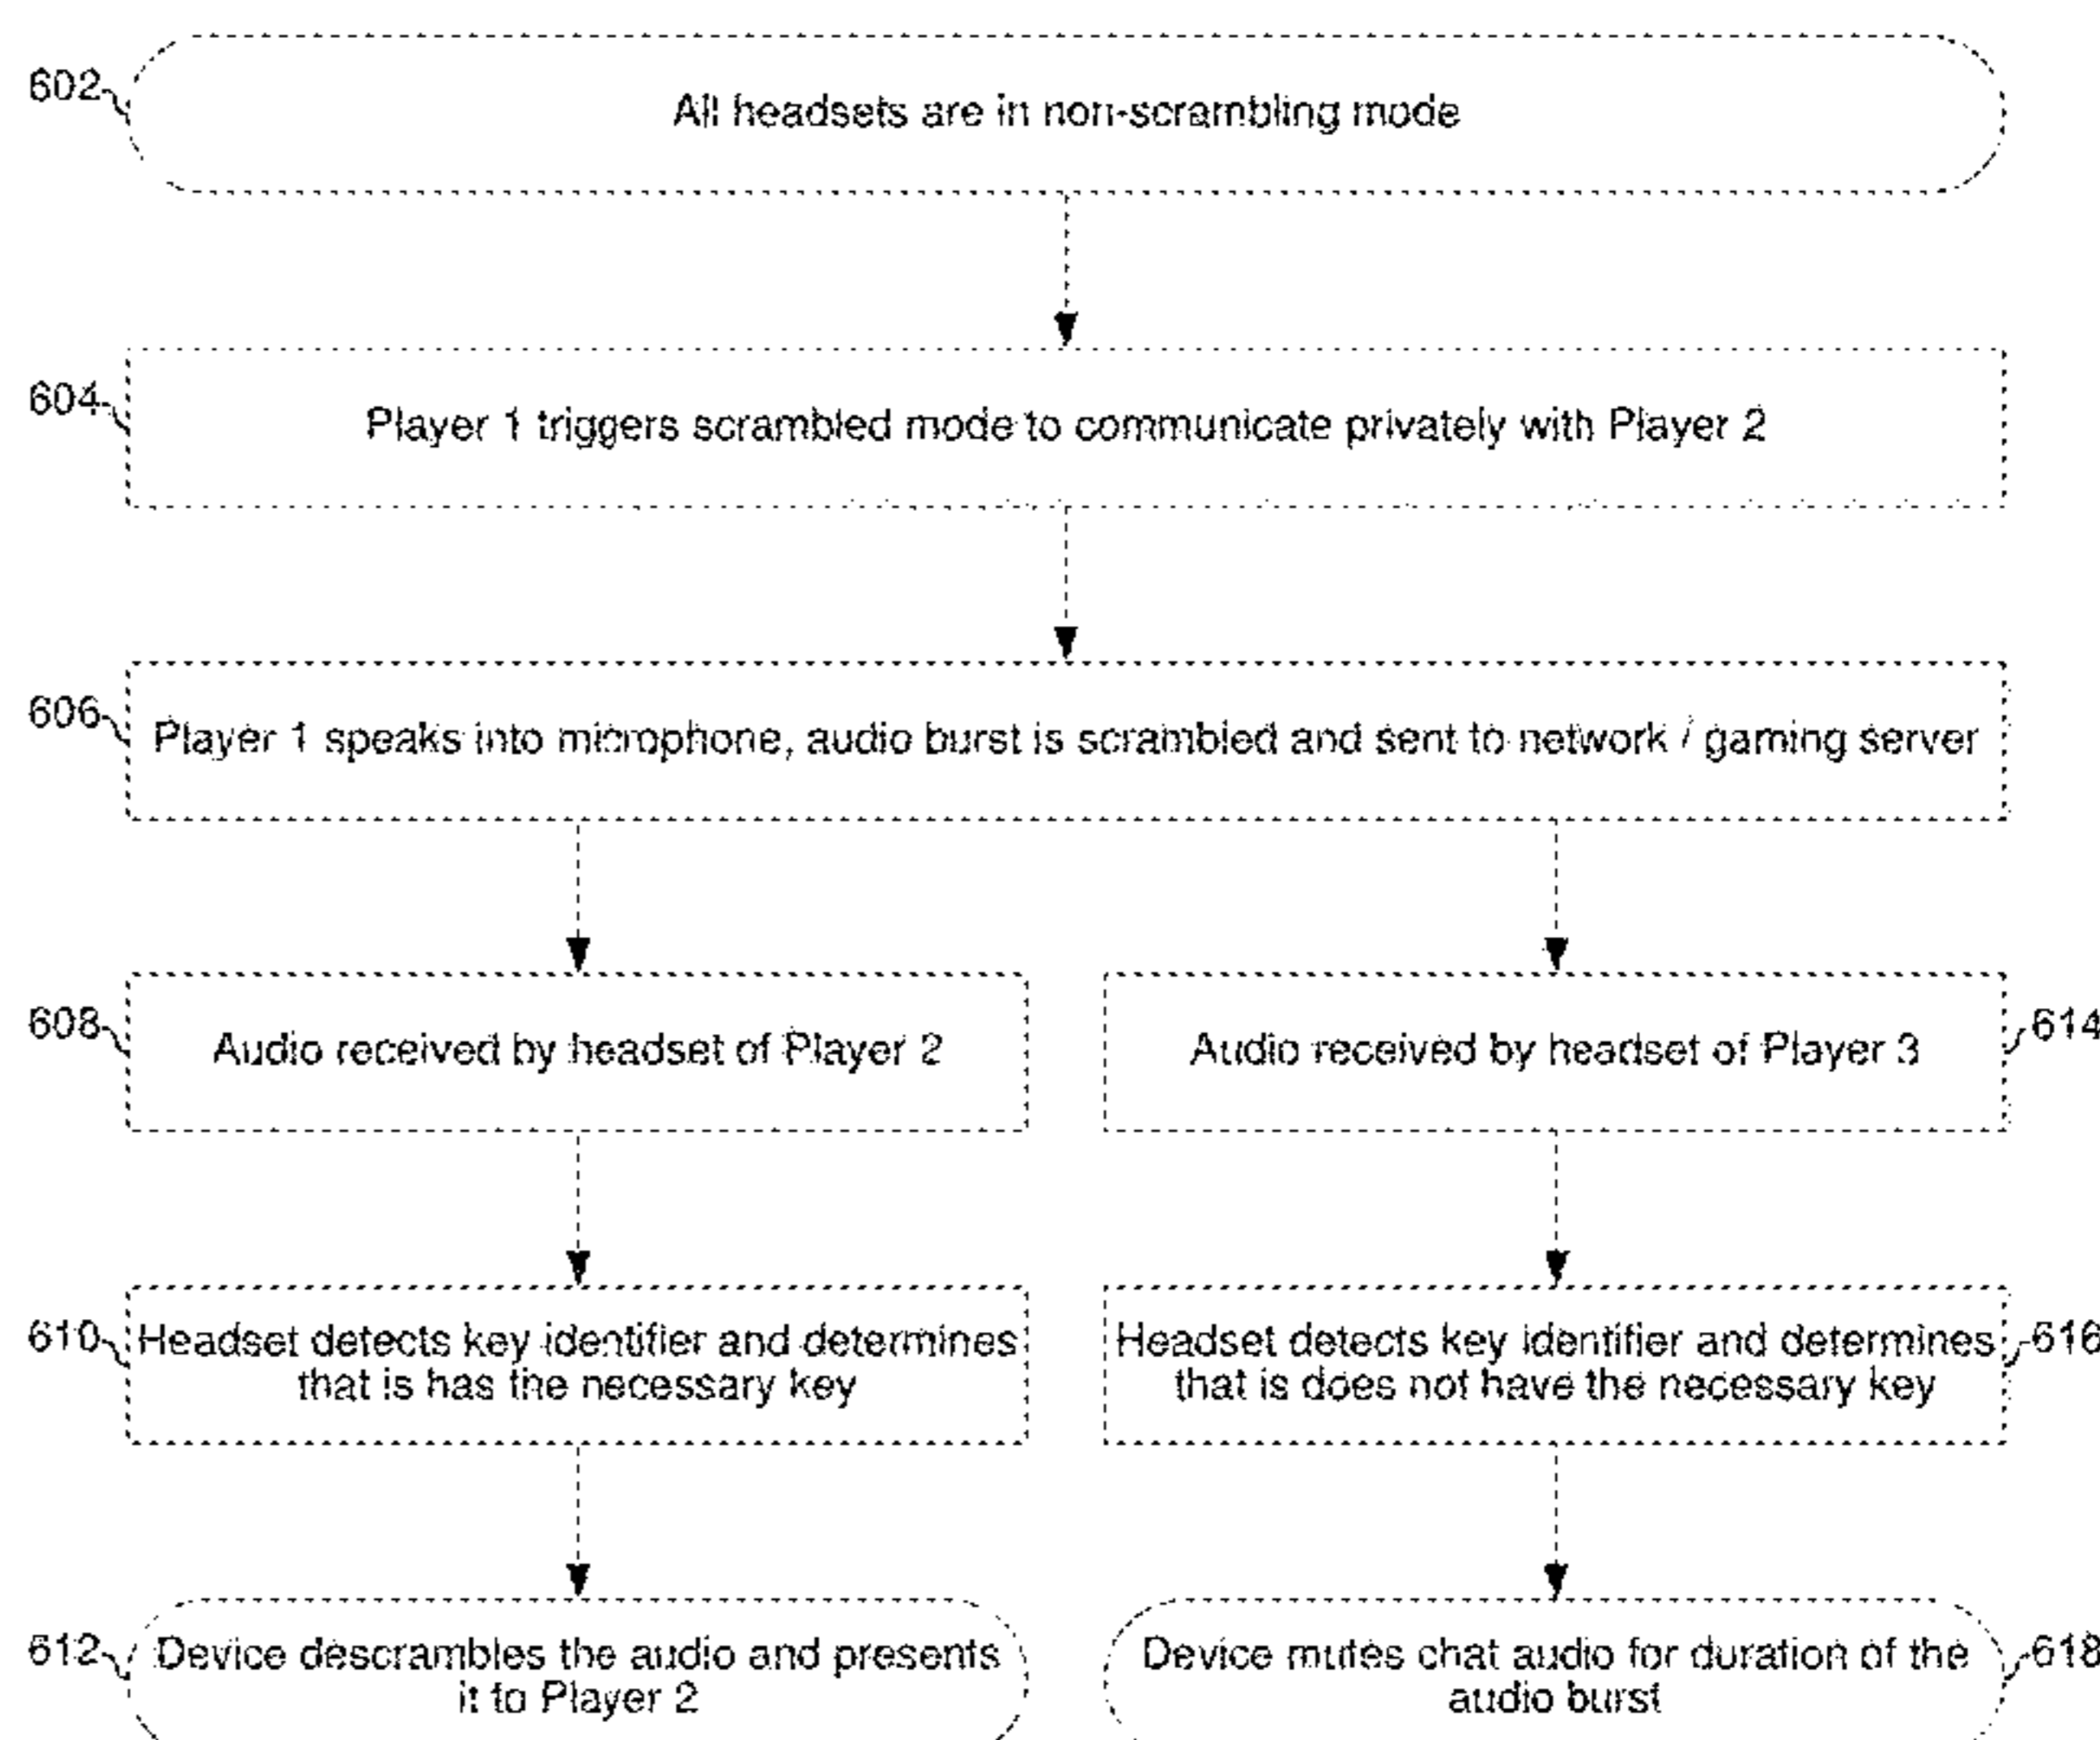 602
All headsets are in non-scrambling mode
604
Player 1 triggers scrambled mode to communicate privately with Player 2
606
Player 1 speaks into microphone, audio burst is scrambled and sent to network / gaming server
608
Audio received by headset of Player 2
Audio received by headset of Player 3
614
610
Headset detects key identifier and determines
that is has the necessary key
Headset detects key identifier and determines
that is does not have the necessary key
616
612
Device descrambles the audio and presents
it to Player 2
Device mutes chat audio for duration of the
audio burst
618